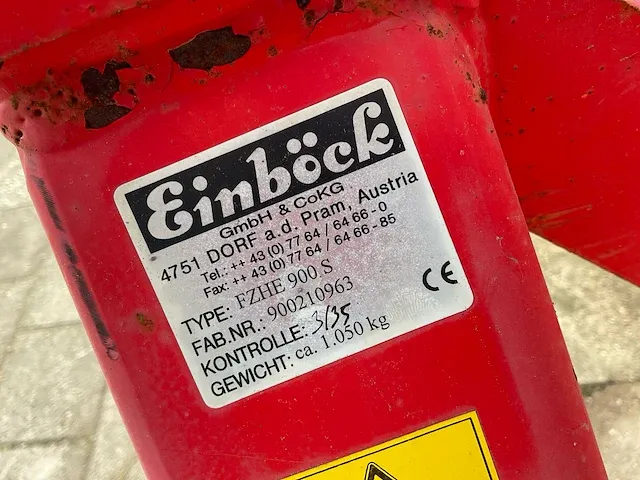 Einböck
GmbH & CoKG
4751 DORF a.d. Pram, Austria
Tel.: ++ 43 (0) 77 64 / 64 66 - 0
Fax: ++ 43 (0) 77 64 / 64 66 - 85
TYPE: FZHE 900 S
FAB.NR.: 900210963
KONTROLLE: 3/35
GEWICHT: ca. 1.050 kg
CE